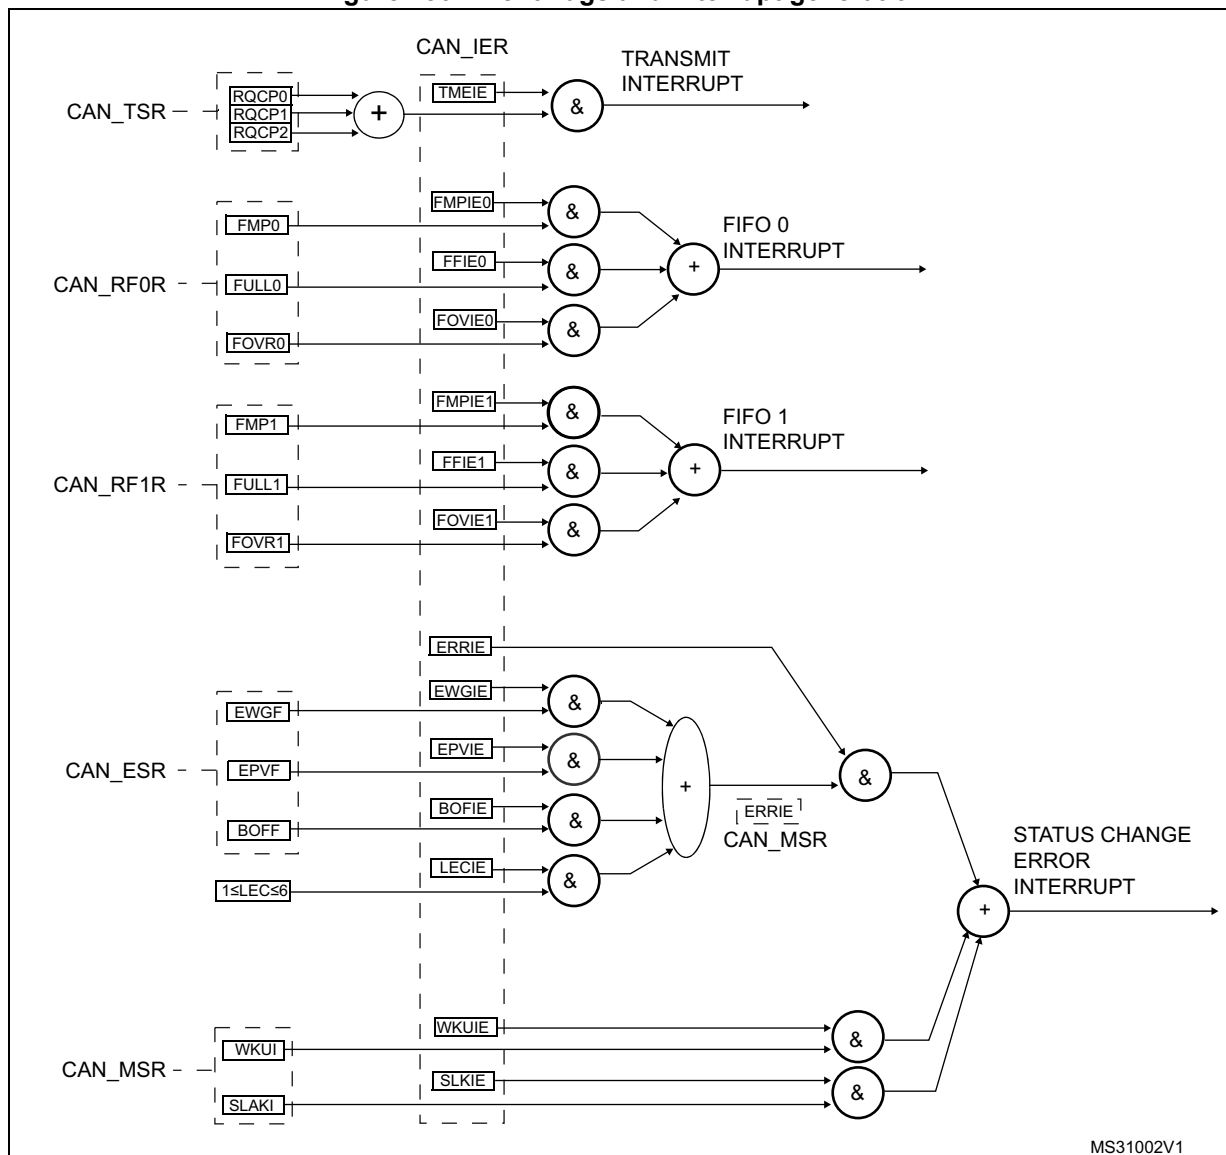 CAN_IER
TRANSMIT
INTERRUPT
CAN_TSR
RQCP0
RQCP1
RQCP2
+
TMEIE
&
CAN_RF0R
FMP0
FULL0
FOVR0
FMPIE0
&
FFIE0
&
FOVIE0
&
+
FIFO 0
INTERRUPT
CAN_RF1R
FMP1
FULL1
FOVR1
FMPIE1
&
FFIE1
&
FOVIE1
&
+
FIFO 1
INTERRUPT
ERRIE
CAN_ESR
EWGF
EPVF
BOFF
1≤LEC≤6
EWGIE
&
EPVIE
&
BOFIE
&
LECIE
&
+
ERRIE
CAN_MSR
&
STATUS CHANGE
ERROR
INTERRUPT
+
CAN_MSR
WKUI
SLAKI
WKUIE
&
SLKIE
&
MS31002V1